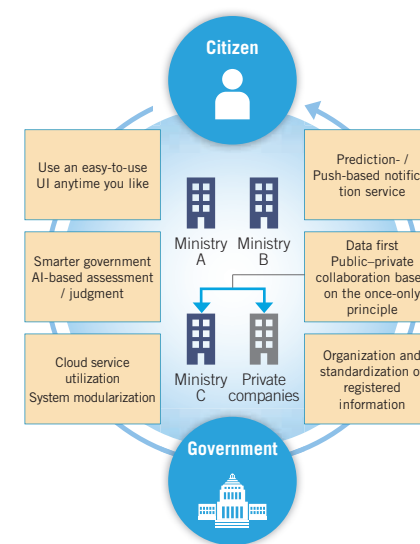 Citizen
Use an easy-to-use
UI anytime you like
Prediction- /
Push-based notific
tion service
Ministry
A
Ministry
B
Smarter government
AI-based assessment
/ judgment
Data first
Public–private
collaboration base
on the once-only
principle
Cloud service
utilization
System modularization
Ministry
C
Private
companies
Organization and
standardization o
registered
information
Government